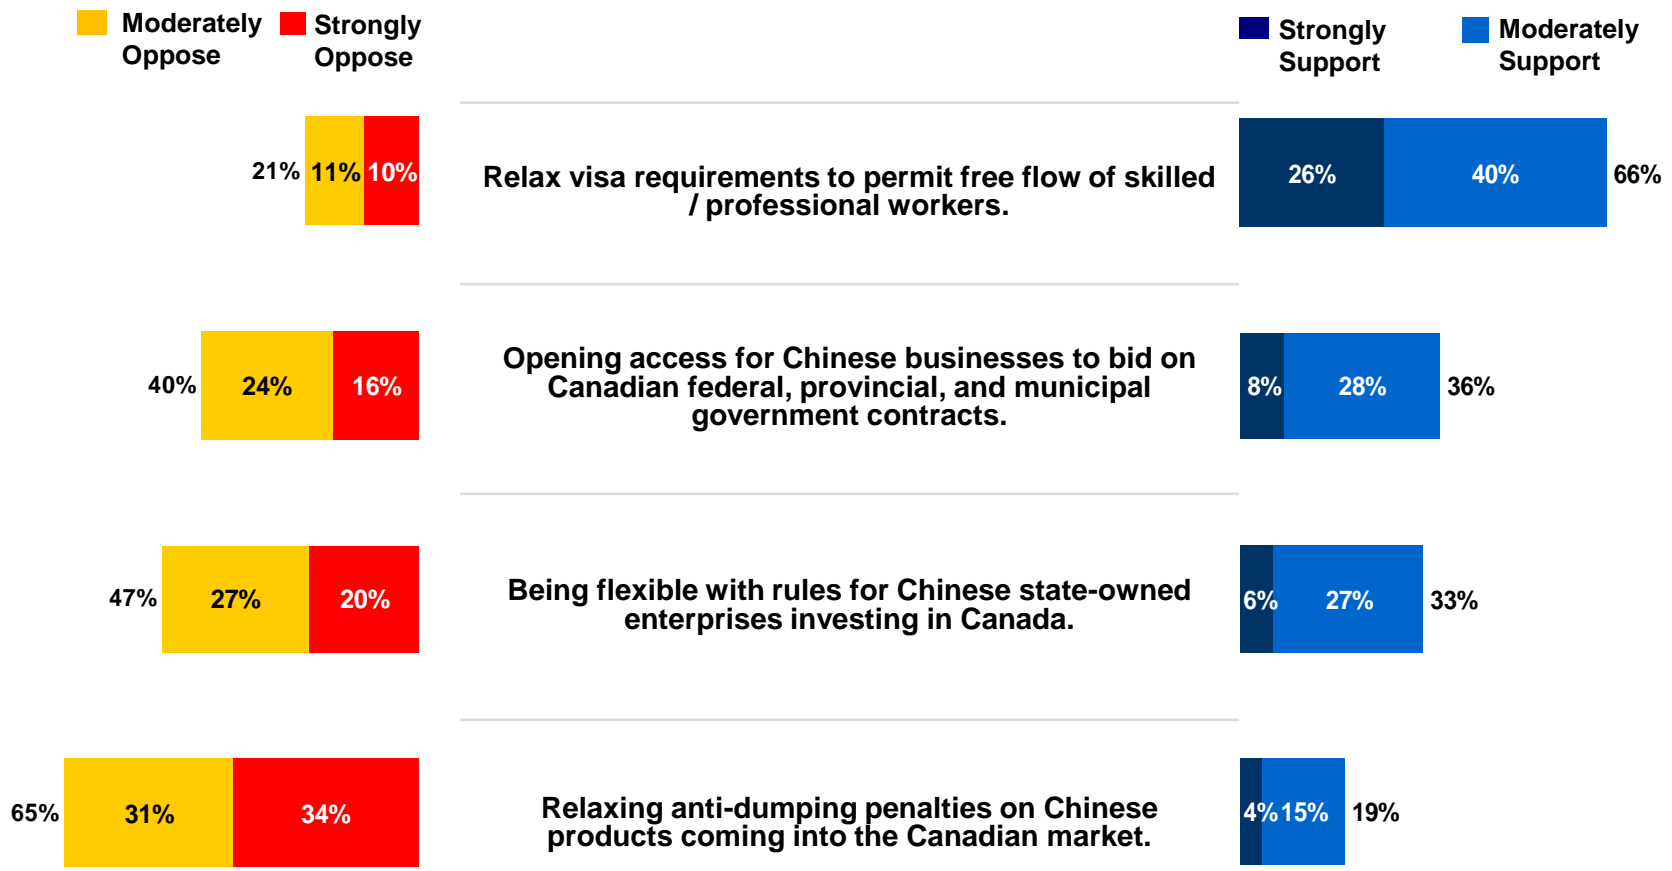 Moderately
Oppose
Strongly
Oppose
Strongly
Support
Moderately
Support
21% 11% 10%
Relax visa requirements to permit free flow of skilled
/ professional workers.
26% 40% 66%
40% 24% 16%
Opening access for Chinese businesses to bid on
Canadian federal, provincial, and municipal
government contracts.
8% 28% 36%
47% 27% 20%
Being flexible with rules for Chinese state-owned
enterprises investing in Canada.
6% 27% 33%
65% 31% 34%
Relaxing anti-dumping penalties on Chinese
products coming into the Canadian market.
4% 15% 19%